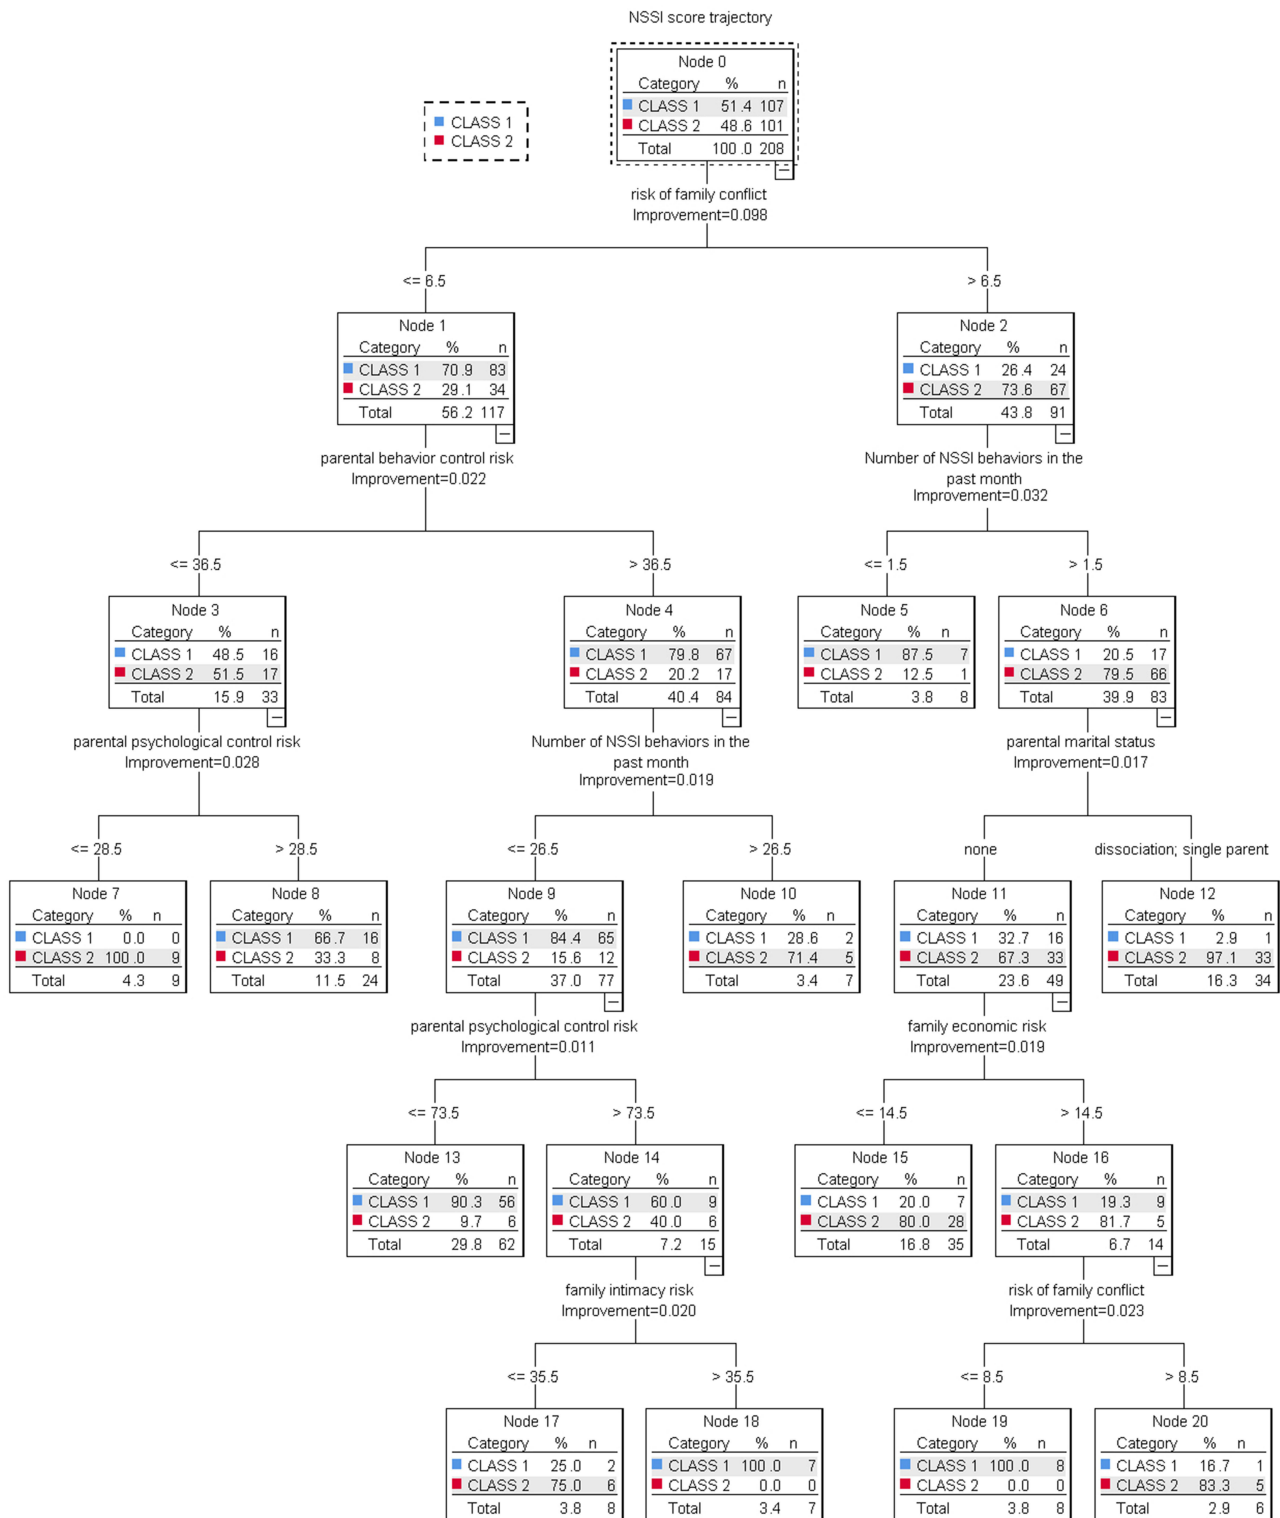 NSSI score trajectory
Node 0
Category % n
CLASS 1 51.4 107
CLASS 2 48.6 101
Total 100.0 208
CLASS 1
CLASS 2
risk of family conflict
Improvement=0.098
<= 6.5
> 6.5
Node 1
Category % n
CLASS 1 70.9 83
CLASS 2 29.1 34
Total 56.2 117
Node 2
Category % n
CLASS 1 26.4 24
CLASS 2 73.6 67
Total 43.8 91
parental behavior control risk
Improvement=0.022
Number of NSSI behaviors in the
past month
Improvement=0.032
<= 36.5
> 36.5
<= 1.5
> 1.5
Node 3
Category % n
CLASS 1 48.5 16
CLASS 2 51.5 17
Total 15.9 33
Node 4
Category % n
CLASS 1 79.8 67
CLASS 2 20.2 17
Total 40.4 84
Node 5
Category % n
CLASS 1 87.5 7
CLASS 2 12.5 1
Total 3.8 8
Node 6
Category % n
CLASS 1 20.5 17
CLASS 2 79.5 66
Total 39.9 83
parental psychological control risk
Improvement=0.028
Number of NSSI behaviors in the
past month
Improvement=0.019
parental marital status
Improvement=0.017
<= 28.5
> 28.5
<= 26.5
> 26.5
none
dissociation; single parent
Node 7
Category % n
CLASS 1 0.0 0
CLASS 2 100.0 9
Total 4.3 9
Node 8
Category % n
CLASS 1 66.7 16
CLASS 2 33.3 8
Total 11.5 24
Node 9
Category % n
CLASS 1 84.4 65
CLASS 2 15.6 12
Total 37.0 77
Node 10
Category % n
CLASS 1 28.6 2
CLASS 2 71.4 5
Total 3.4 7
Node 11
Category % n
CLASS 1 32.7 16
CLASS 2 67.3 33
Total 23.6 49
Node 12
Category % n
CLASS 1 2.9 1
CLASS 2 97.1 33
Total 16.3 34
parental psychological control risk
Improvement=0.011
family economic risk
Improvement=0.019
<= 73.5
> 73.5
<= 14.5
> 14.5
Node 13
Category % n
CLASS 1 90.3 56
CLASS 2 9.7 6
Total 29.8 62
Node 14
Category % n
CLASS 1 60.0 9
CLASS 2 40.0 6
Total 7.2 15
Node 15
Category % n
CLASS 1 20.0 7
CLASS 2 80.0 28
Total 16.8 35
Node 16
Category % n
CLASS 1 19.3 9
CLASS 2 81.7 5
Total 6.7 14
family intimacy risk
Improvement=0.020
risk of family conflict
Improvement=0.023
<= 35.5
> 35.5
<= 8.5
> 8.5
Node 17
Category % n
CLASS 1 25.0 2
CLASS 2 75.0 6
Total 3.8 8
Node 18
Category % n
CLASS 1 100.0 7
CLASS 2 0.0 0
Total 3.4 7
Node 19
Category % n
CLASS 1 100.0 8
CLASS 2 0.0 0
Total 3.8 8
Node 20
Category % n
CLASS 1 16.7 1
CLASS 2 83.3 5
Total 2.9 6